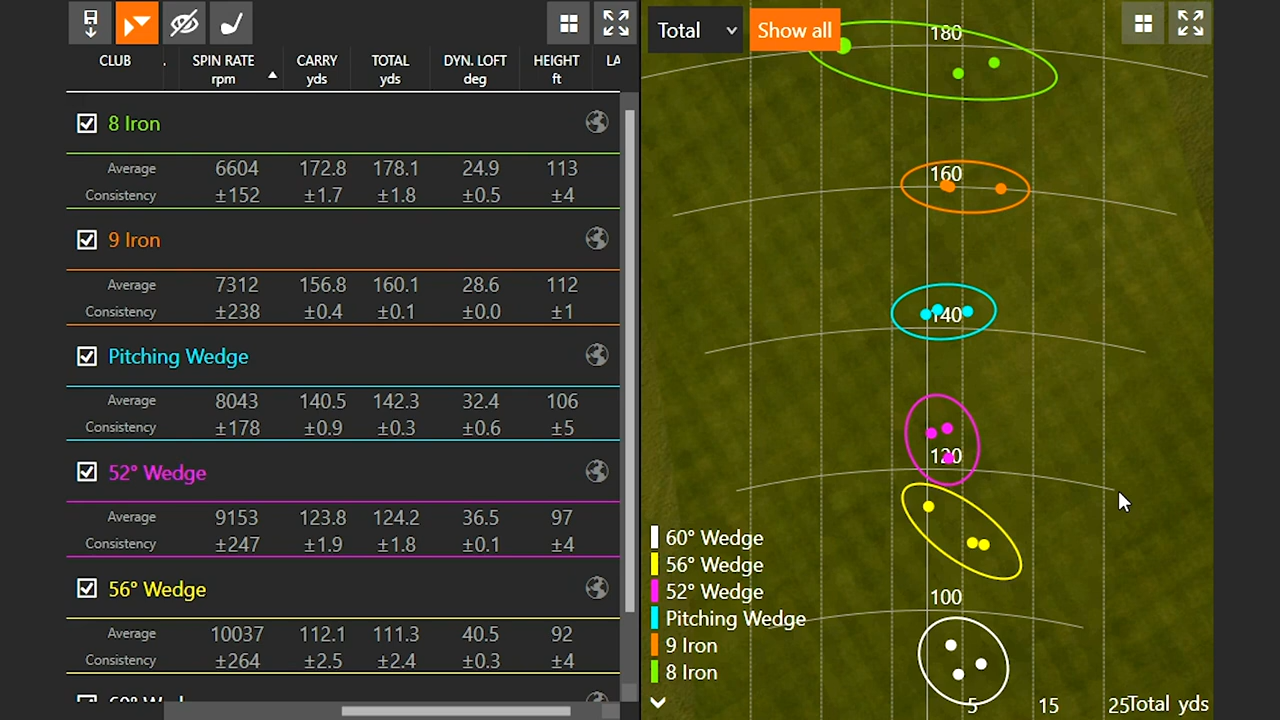 CLUB SPIN RATE rpm CARRY yds TOTAL yds DYN. LOFT deg HEIGHT ft LA
8 Iron
Average 6604 172.8 178.1 24.9 113
Consistency ±152 ±1.7 ±1.8 ±0.5 ±4
9 Iron
Average 7312 156.8 160.1 28.6 112
Consistency ±238 ±0.4 ±0.1 ±0.0 ±1
Pitching Wedge
Average 8043 140.5 142.3 32.4 106
Consistency ±178 ±0.9 ±0.3 ±0.6 ±5
52° Wedge
Average 9153 123.8 124.2 36.5 97
Consistency ±247 ±1.9 ±1.8 ±0.1 ±4
56° Wedge
Average 10037 112.1 111.3 40.5 92
Consistency ±264 ±2.5 ±2.4 ±0.3 ±4
Total Show all
180
160
140
120
100
60° Wedge
56° Wedge
52° Wedge
Pitching Wedge
9 Iron
8 Iron
5 15 25 Total yds